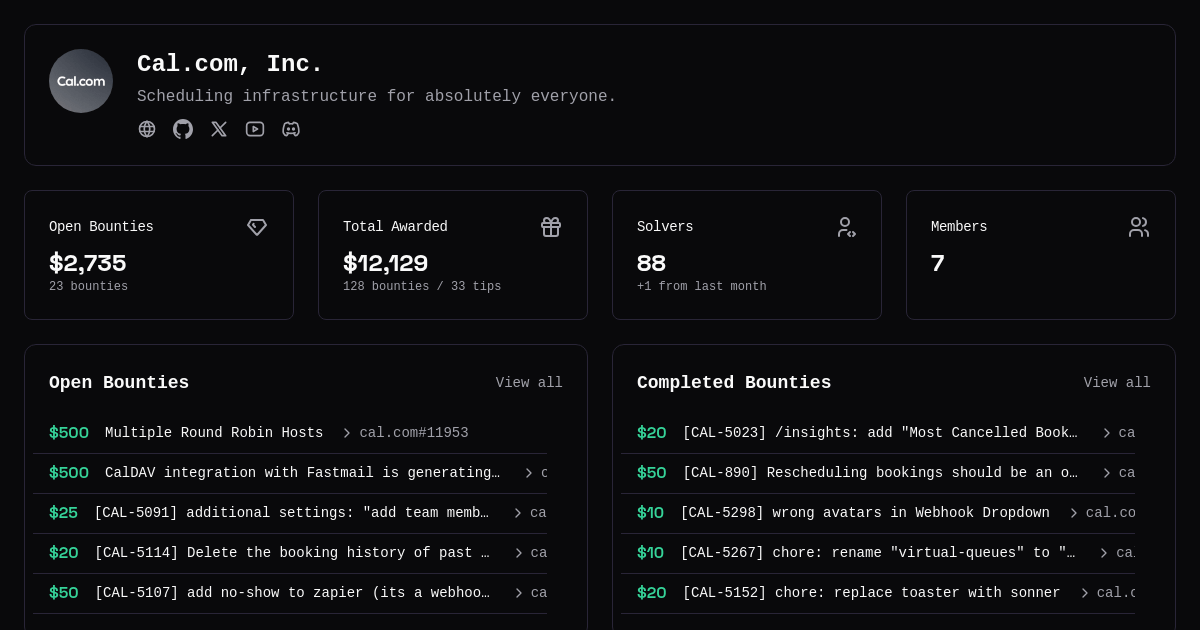 Cal.com
Cal.com, Inc.
Scheduling infrastructure for absolutely everyone.
Open Bounties
$2,735
23 bounties
Total Awarded
$12,129
128 bounties / 33 tips
Solvers
88
+1 from last month
Members
7
Open Bounties
View all
$500 Multiple Round Robin Hosts > cal.com#11953
$500 CalDAV integration with Fastmail is generating… > c
$25 [CAL-5091] additional settings: "add team memb… > ca
$20 [CAL-5114] Delete the booking history of past … > ca
$50 [CAL-5107] add no-show to zapier (its a webhoo… > ca
Completed Bounties
View all
$20 [CAL-5023] /insights: add "Most Cancelled Book… > ca
$50 [CAL-890] Rescheduling bookings should be an o… > ca
$10 [CAL-5298] wrong avatars in Webhook Dropdown > cal.co
$10 [CAL-5267] chore: rename "virtual-queues" to "… > cal
$20 [CAL-5152] chore: replace toaster with sonner > cal.c